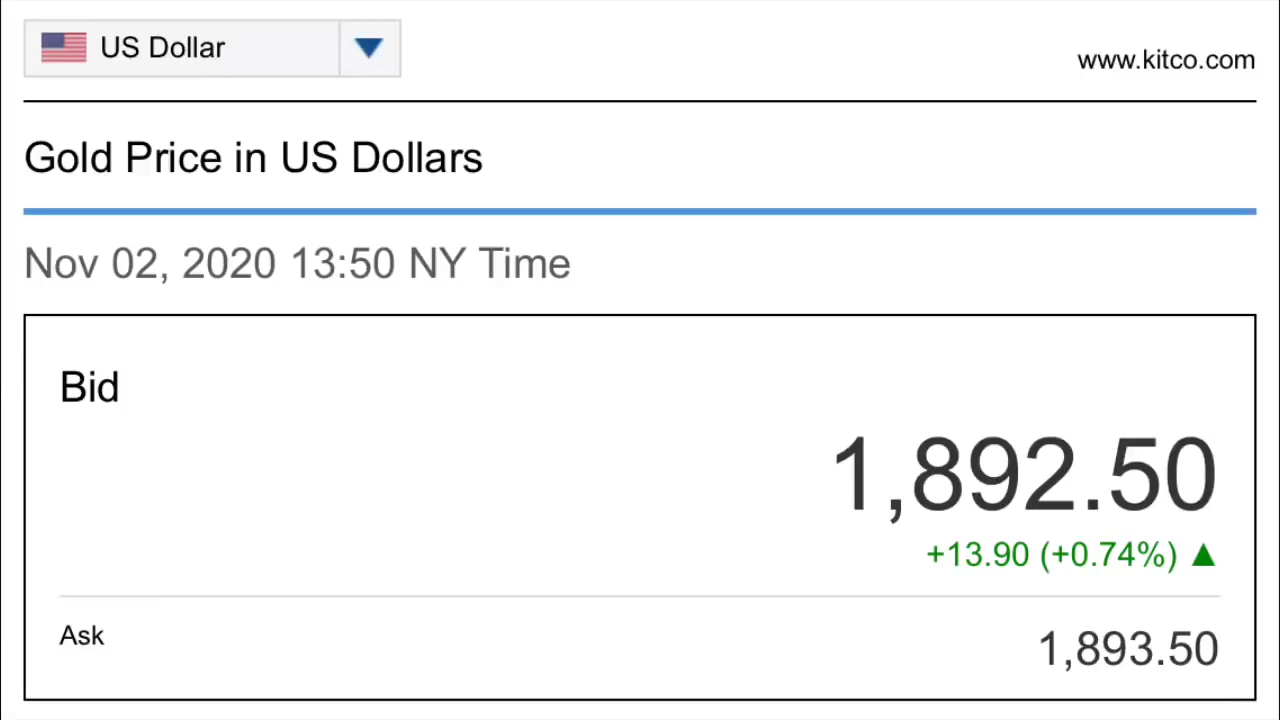 US Dollar
www.kitco.com
Gold Price in US Dollars
Nov 02, 2020 13:50 NY Time
Bid
1,892.50
+13.90 (+0.74%) ▲
Ask
1,893.50